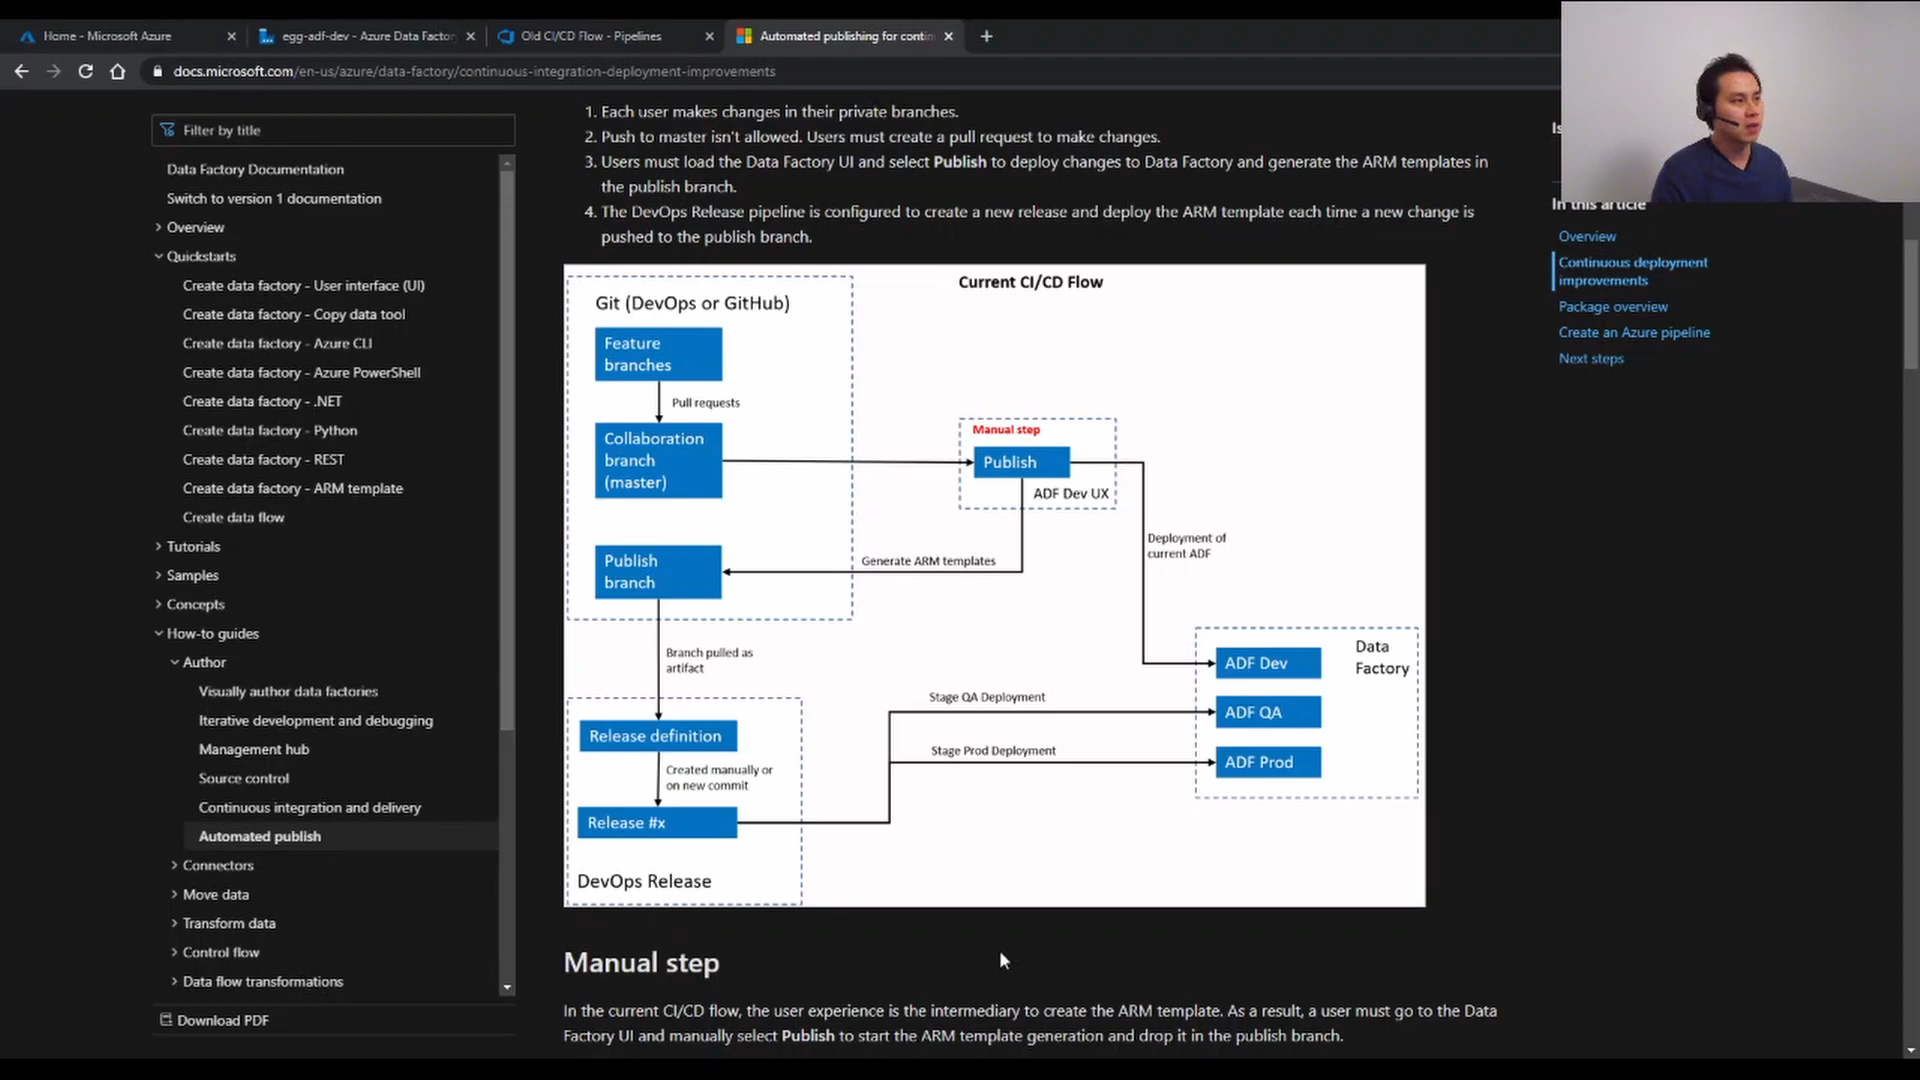 Home - Microsoft Azure
egg-adf-dev - Azure Data Factory
Old CI/CD Flow - Pipelines
Automated publishing for contin
docs.microsoft.com/en-us/azure/data-factory/continuous-integration-deployment-improvements
Filter by title
Data Factory Documentation
Switch to version 1 documentation
Overview
Quickstarts
Create data factory - User interface (UI)
Create data factory - Copy data tool
Create data factory - Azure CLI
Create data factory - Azure PowerShell
Create data factory - .NET
Create data factory - Python
Create data factory - REST
Create data factory - ARM template
Create data flow
Tutorials
Samples
Concepts
How-to guides
Author
Visually author data factories
Iterative development and debugging
Management hub
Source control
Continuous integration and delivery
Automated publish
Connectors
Move data
Transform data
Control flow
Data flow transformations
Download PDF
1. Each user makes changes in their private branches.
2. Push to master isn't allowed. Users must create a pull request to make changes.
3. Users must load the Data Factory UI and select Publish to deploy changes to Data Factory and generate the ARM templates in
the publish branch.
4. The DevOps Release pipeline is configured to create a new release and deploy the ARM template each time a new change is
pushed to the publish branch.
Current CI/CD Flow
Git (DevOps or GitHub)
Feature
branches
Pull requests
Collaboration
branch
(master)
Manual step
Publish
ADF Dev UX
Publish
branch
Generate ARM templates
Deployment of
current ADF
Branch pulled as
artifact
Data
Factory
ADF Dev
Stage QA Deployment
ADF QA
Stage Prod Deployment
ADF Prod
Release definition
Created manually or
on new commit
Release #x
DevOps Release
Manual step
In the current CI/CD flow, the user experience is the intermediary to create the ARM template. As a result, a user must go to the Data
Factory UI and manually select Publish to start the ARM template generation and drop it in the publish branch.
Is
In this article
Overview
Continuous deployment
improvements
Package overview
Create an Azure pipeline
Next steps